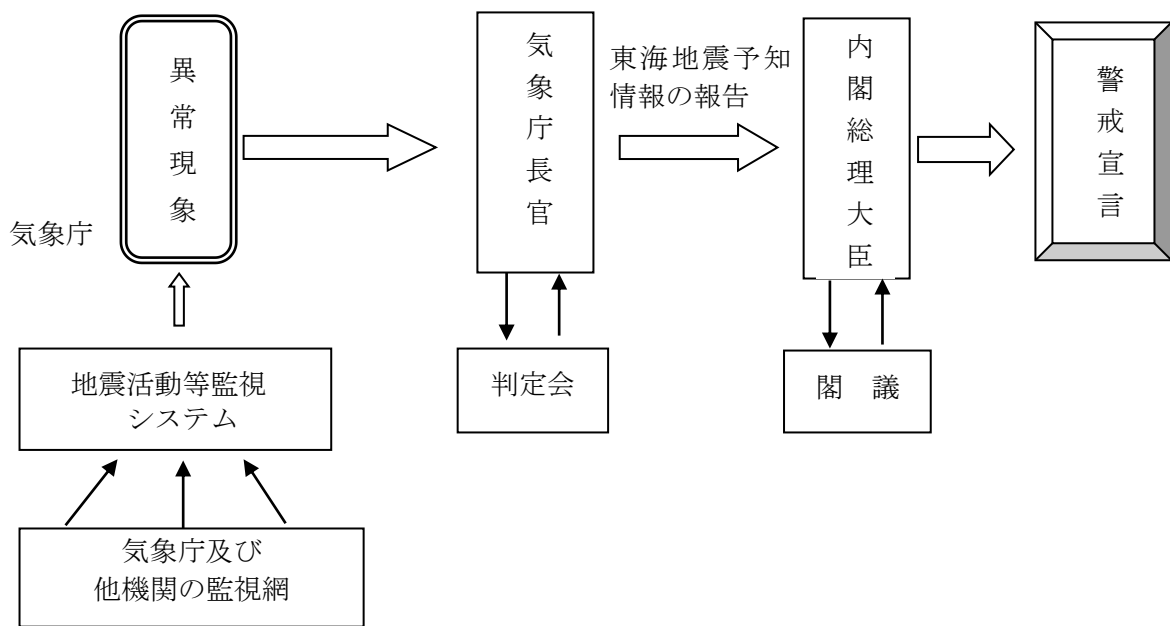 異常現象
気象庁長官
東海地震予知
情報の報告
内閣総理大臣
警戒宣言
気象庁
地震活動等監視
システム
判定会
閣　議
気象庁及び
他機関の監視網